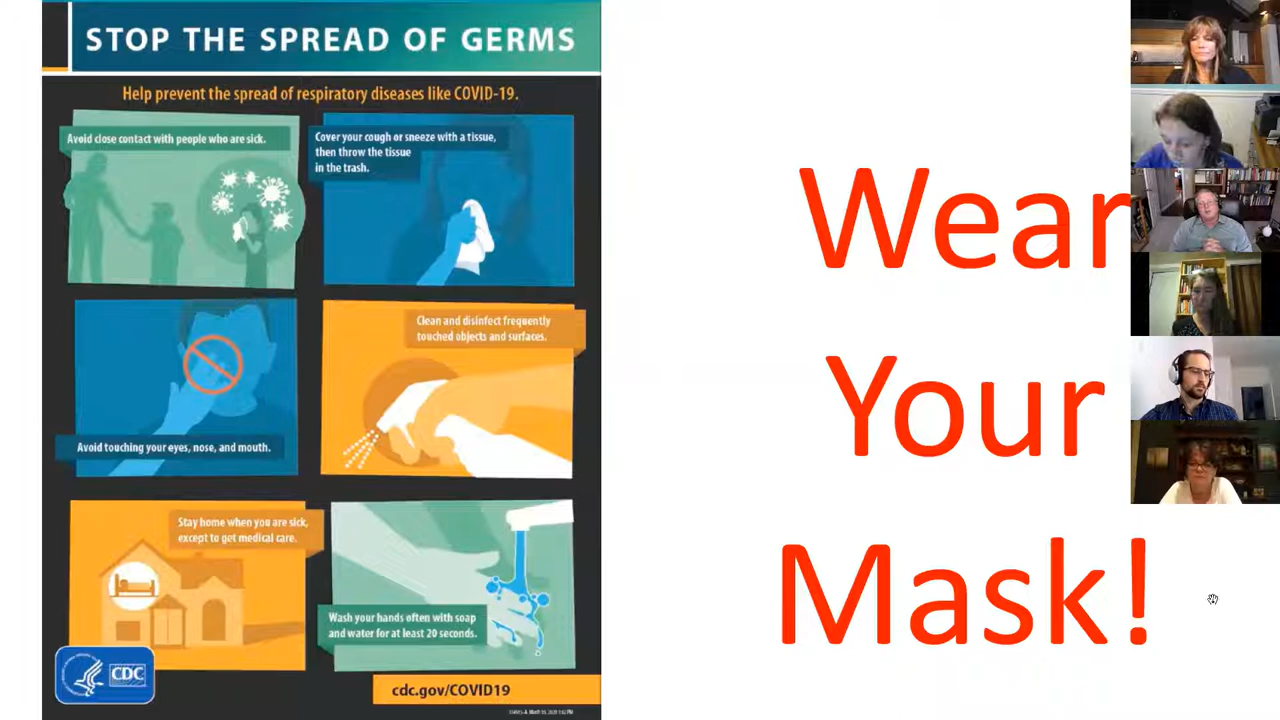 STOP THE SPREAD OF GERMS
Help prevent the spread of respiratory diseases like COVID-19.
Avoid close contact with people who are sick.
Cover your cough or sneeze with a tissue,
then throw the tissue
in the trash.
Avoid touching your eyes, nose, and mouth.
Clean and disinfect frequently
touched objects and surfaces.
Stay home when you are sick,
except to get medical care.
Wash your hands often with soap
and water for at least 20 seconds.
CDC
cdc.gov/COVID19
Wear
Your
Mask!